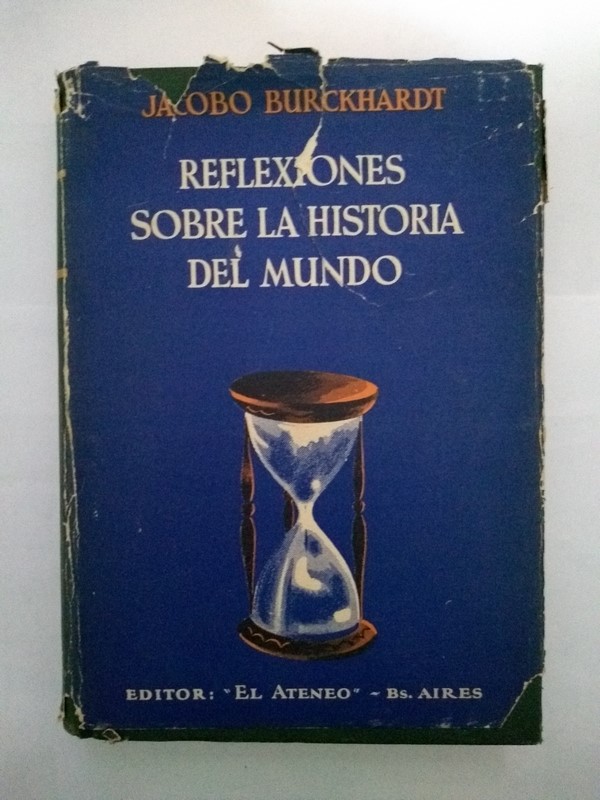 JACOBO BURCKHARDT
REFLEXIONES
SOBRE LA HISTORIA
DEL MUNDO
EDITOR: "EL ATENEO" - BS. AIRES